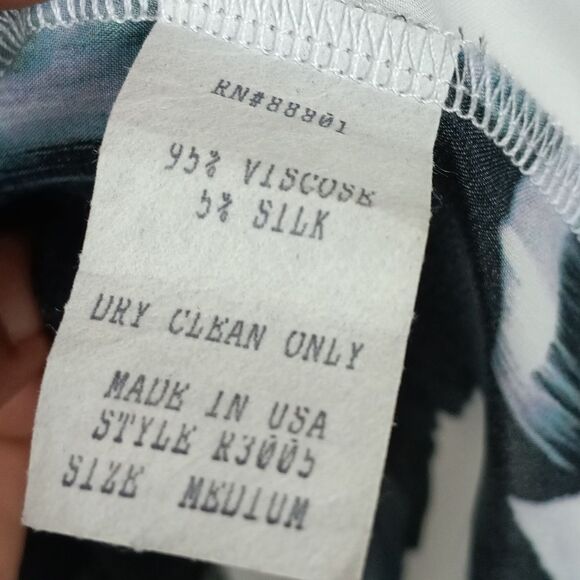 RN#88801
95% VISCOSE
5% SILK
DRY CLEAN ONLY
MADE IN USA
STYLE R3005
SIZE MEDIUM